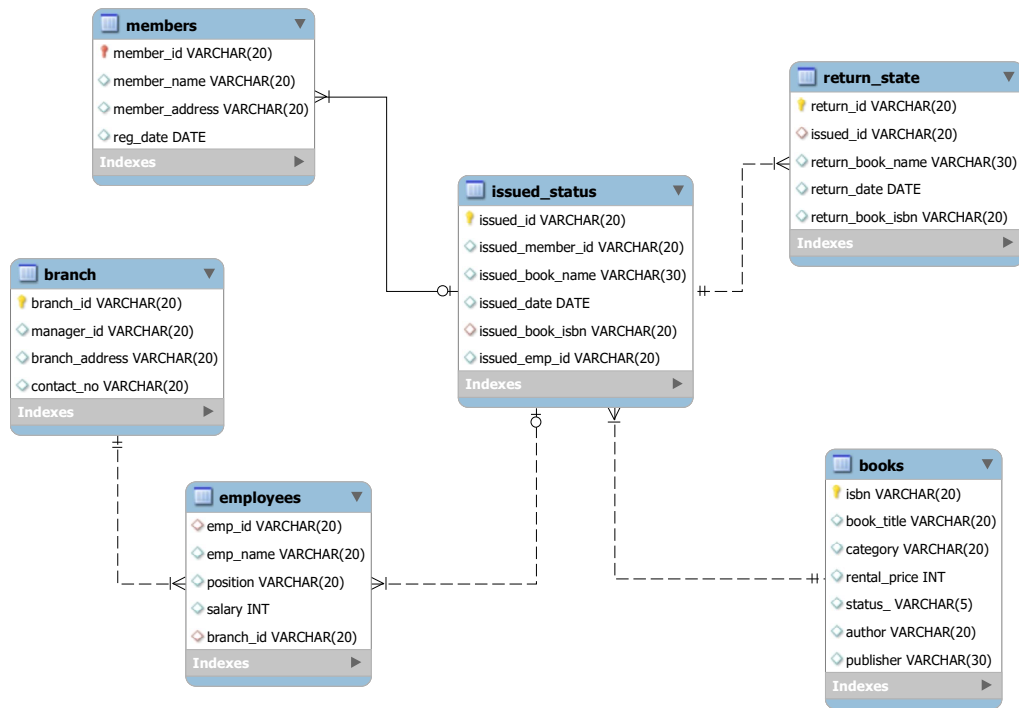 members
member_id VARCHAR(20)
member_name VARCHAR(20)
member_address VARCHAR(20)
reg_date DATE
Indexes
return_state
return_id VARCHAR(20)
issued_id VARCHAR(20)
return_book_name VARCHAR(30)
return_date DATE
return_book_isbn VARCHAR(20)
Indexes
issued_status
issued_id VARCHAR(20)
issued_member_id VARCHAR(20)
issued_book_name VARCHAR(30)
issued_date DATE
issued_book_isbn VARCHAR(20)
issued_emp_id VARCHAR(20)
Indexes
branch
branch_id VARCHAR(20)
manager_id VARCHAR(20)
branch_address VARCHAR(20)
contact_no VARCHAR(20)
Indexes
employees
emp_id VARCHAR(20)
emp_name VARCHAR(20)
position VARCHAR(20)
salary INT
branch_id VARCHAR(20)
Indexes
books
isbn VARCHAR(20)
book_title VARCHAR(20)
category VARCHAR(20)
rental_price INT
status_ VARCHAR(5)
author VARCHAR(20)
publisher VARCHAR(30)
Indexes